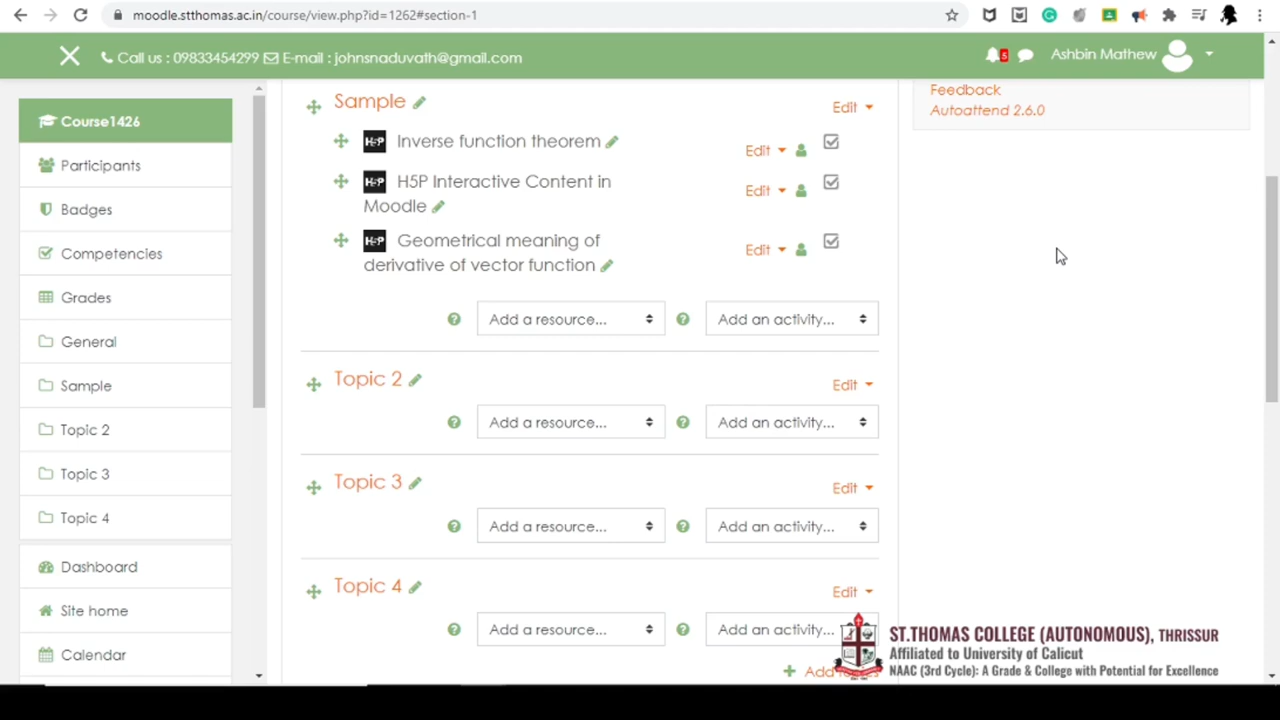 moodle.stthomas.ac.in/course/view.php?id=1262#section-1
Call us : 09833454299 E-mail : johnsnaduvath@gmail.com
5
Ashbin Mathew
Course1426
Participants
Badges
Competencies
Grades
General
Sample
Topic 2
Topic 3
Topic 4
Dashboard
Site home
Calendar
Sample
Edit
H5P Inverse function theorem
Edit
H5P H5P Interactive Content in
Moodle
Edit
H5P Geometrical meaning of
derivative of vector function
Edit
Add a resource... Add an activity...
Topic 2
Edit
Add a resource... Add an activity...
Topic 3
Edit
Add a resource... Add an activity...
Topic 4
Edit
Add a resource... Add an activity...
Feedback
Autoattend 2.6.0
ST.THOMAS COLLEGE (AUTONOMOUS), THRISSUR
Affiliated to University of Calicut
NAAC (3rd Cycle): A Grade & College with Potential for Excellence